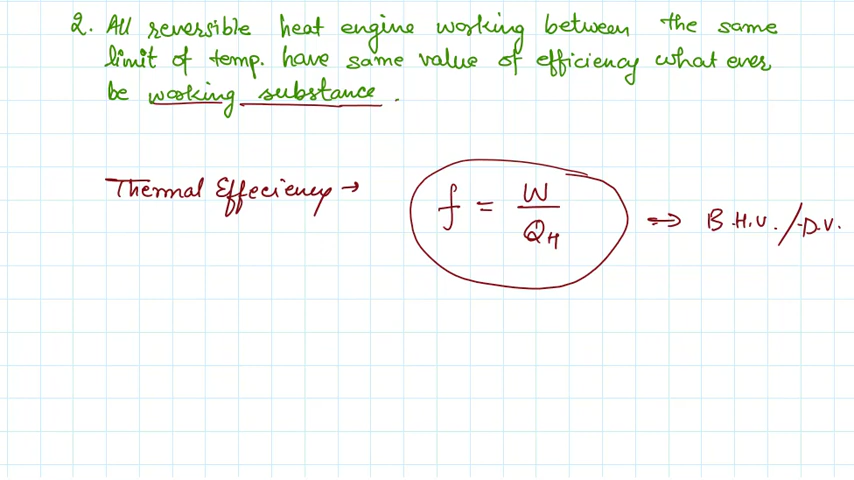 2. All reversible heat engine working between the same
limit of temp. have same value of efficiency what ever
be working substance.
Thermal Effeciency → f = W / Q_H ⇔ B.H.U./D.U.